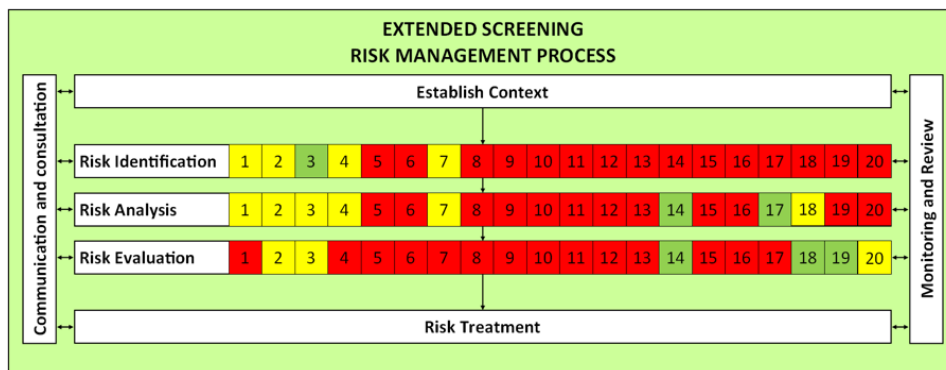 EXTENDED SCREENING
RISK MANAGEMENT PROCESS
Communication and consultation
Establish Context
Risk Identification 1 2 3 4 5 6 7 8 9 10 11 12 13 14 15 16 17 18 19 20
Risk Analysis 1 2 3 4 5 6 7 8 9 10 11 12 13 14 15 16 17 18 19 20
Risk Evaluation 1 2 3 4 5 6 7 8 9 10 11 12 13 14 15 16 17 18 19 20
Risk Treatment
Monitoring and Review